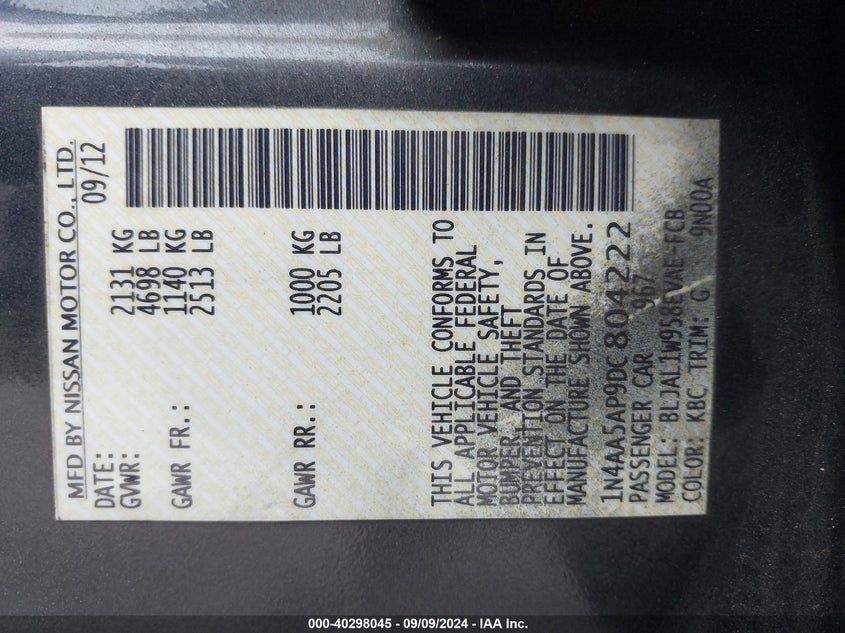 MFD BY NISSAN MOTOR CO., LTD.
DATE: 09/12
GVWR: 2131 KG
4698 LB
GAWR FR.: 1140 KG
2513 LB
GAWR RR.: 1000 KG
2205 LB
THIS VEHICLE CONFORMS TO
ALL APPLICABLE FEDERAL
MOTOR VEHICLE SAFETY,
BUMPER, AND THEFT
PREVENTION STANDARDS IN
EFFECT ON THE DATE OF
MANUFACTURE SHOWN ABOVE.
1N4AA5AP9DC804222
PASSENGER CAR 967
MODEL: BLJAL1W958EVAE-FCB
COLOR: KBC TRIM: G 9N00A
000-40298045 - 09/09/2024 - IAA Inc.